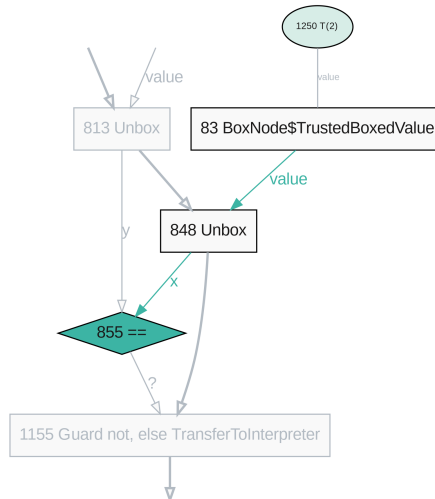 1250 T(2)
value
value
813 Unbox
83 BoxNode$TrustedBoxedValue
value
y
848 Unbox
x
855 ==
?
1155 Guard not, else TransferToInterpreter